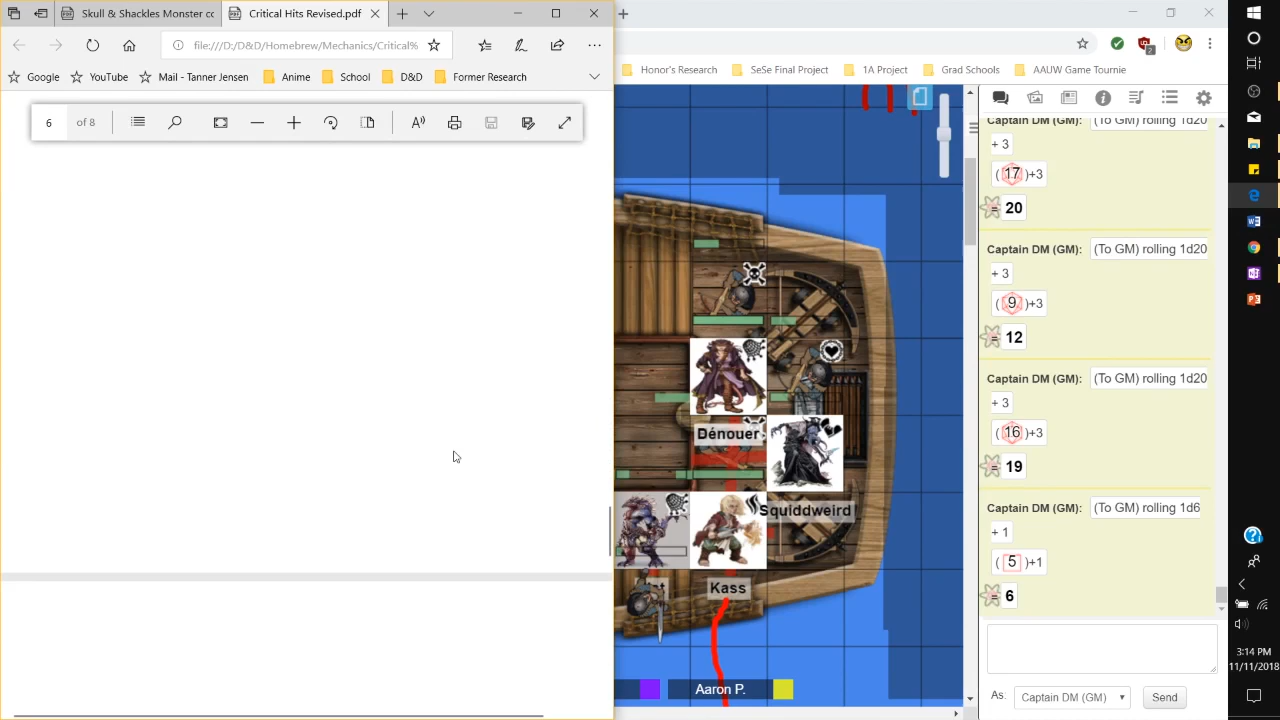 Skull & Shackles Monster co
Critical Hits Revised.pdf
file:///D:/D&D/Homebrew/Mechanics/Critical%
2
Google
YouTube
Mail - Tanner Jensen
Anime
School
D&D
Former Research
Honor's Research
SeSe Final Project
1A Project
Grad Schools
AAUW Game Tournie
6 of 8
Captain DM (GM): (To GM) rolling 1d20
+ 3
(17)+3
= 20
Captain DM (GM): (To GM) rolling 1d20
+ 3
(9)+3
= 12
Captain DM (GM): (To GM) rolling 1d20
+ 3
(16)+3
= 19
Captain DM (GM): (To GM) rolling 1d6
+ 1
(5)+1
= 6
Dénouer
Squiddweird
Kass
Aaron P.
As: Captain DM (GM) Send
3:14 PM
11/11/2018